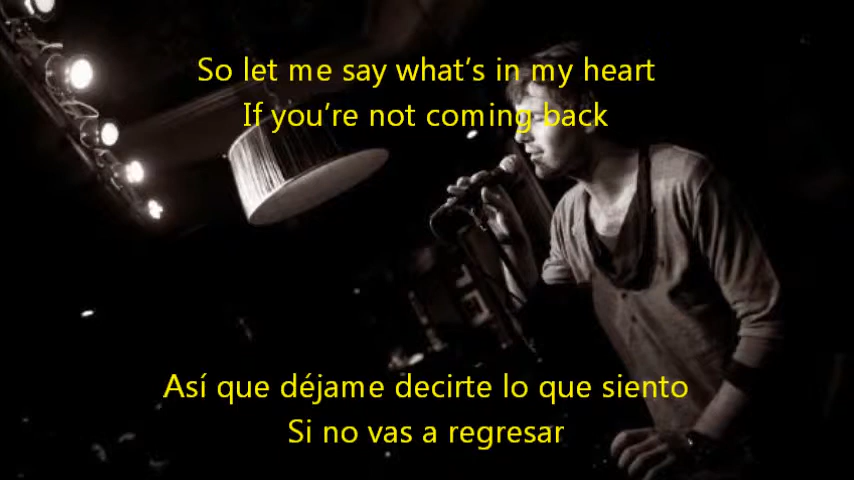 So let me say what's in my heart
If you're not coming back
Así que déjame decirte lo que siento
Si no vas a regresar